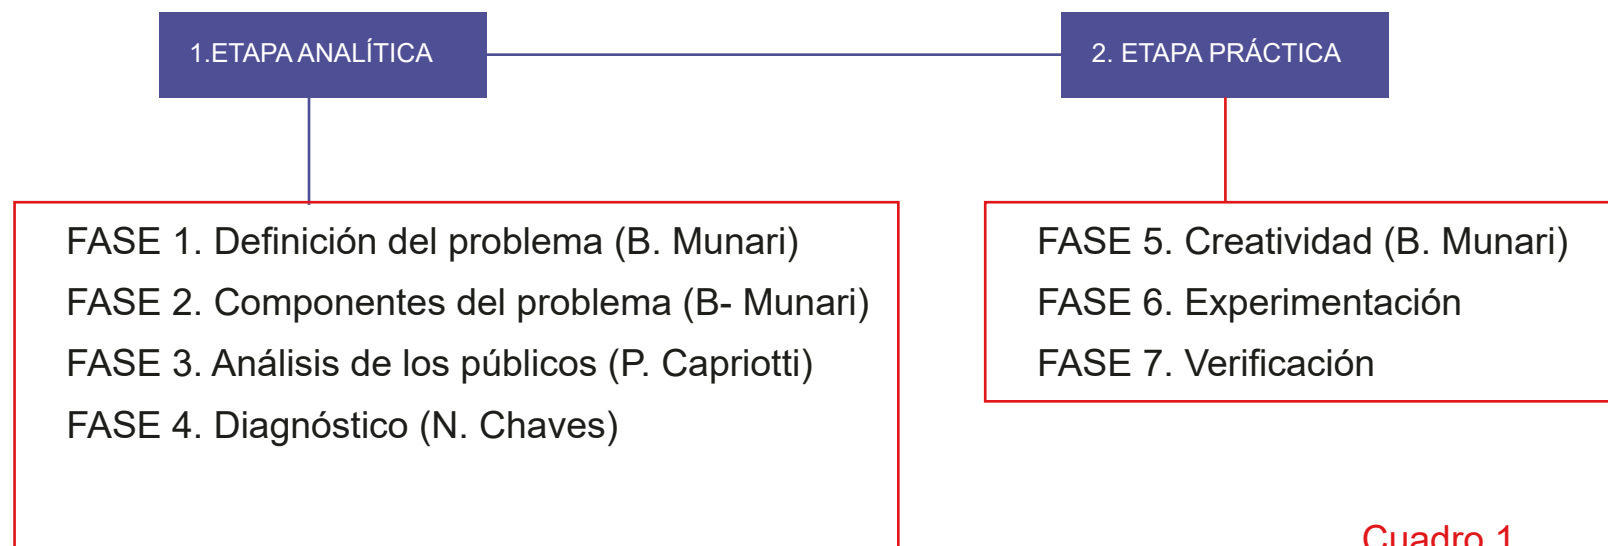 1.ETAPA ANALÍTICA
2. ETAPA PRÁCTICA
FASE 1. Definición del problema (B. Munari)
FASE 2. Componentes del problema (B- Munari)
FASE 3. Análisis de los públicos (P. Capriotti)
FASE 4. Diagnóstico (N. Chaves)
FASE 5. Creatividad (B. Munari)
FASE 6. Experimentación
FASE 7. Verificación
Cuadro 1